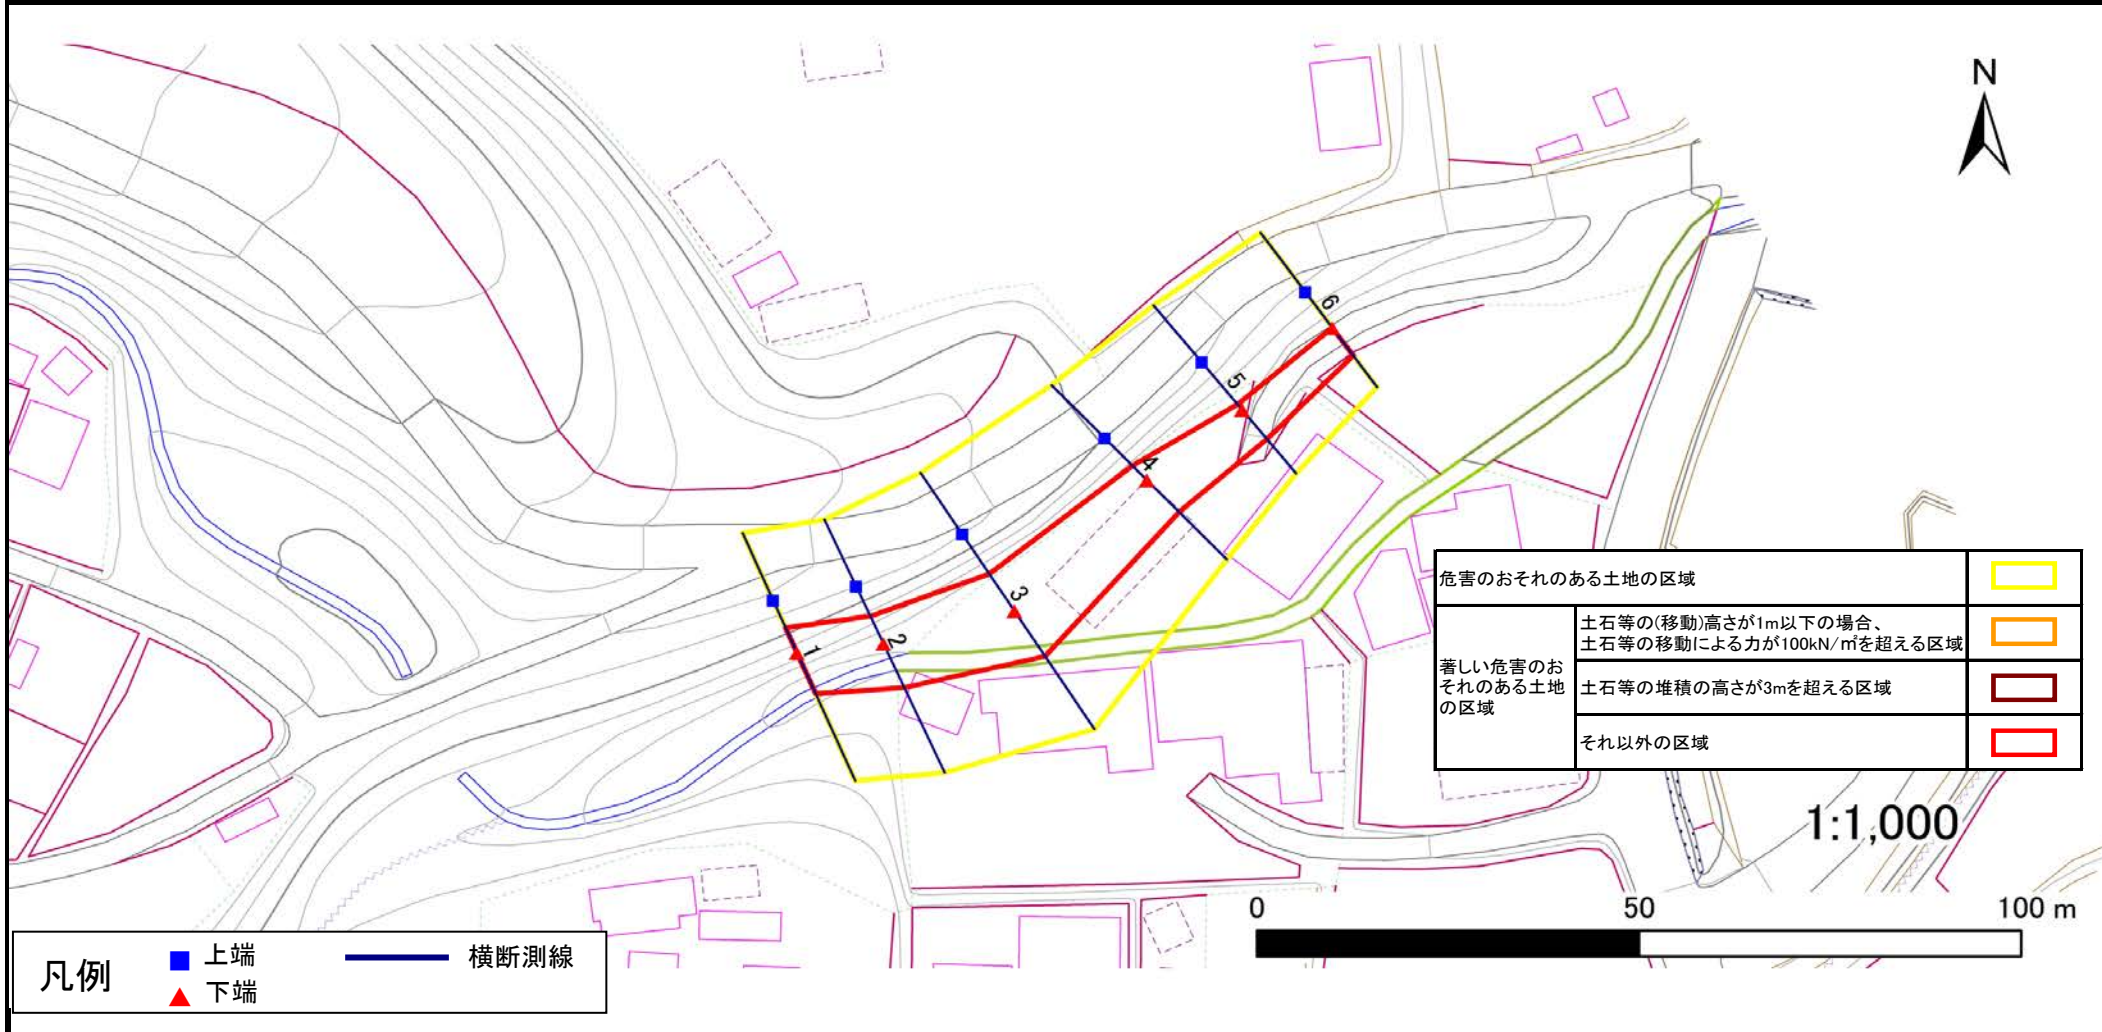 N
6
5
4
3
2
1
危害のおそれのある土地の区域
著しい危害のお
それのある土地
の区域
土石等の(移動)高さが1m以下の場合、
土石等の移動による力が100kN/㎡を超える区域
土石等の堆積の高さが3mを超える区域
それ以外の区域
1:1,000
0 50 100 m
凡例
上端
下端
横断測線